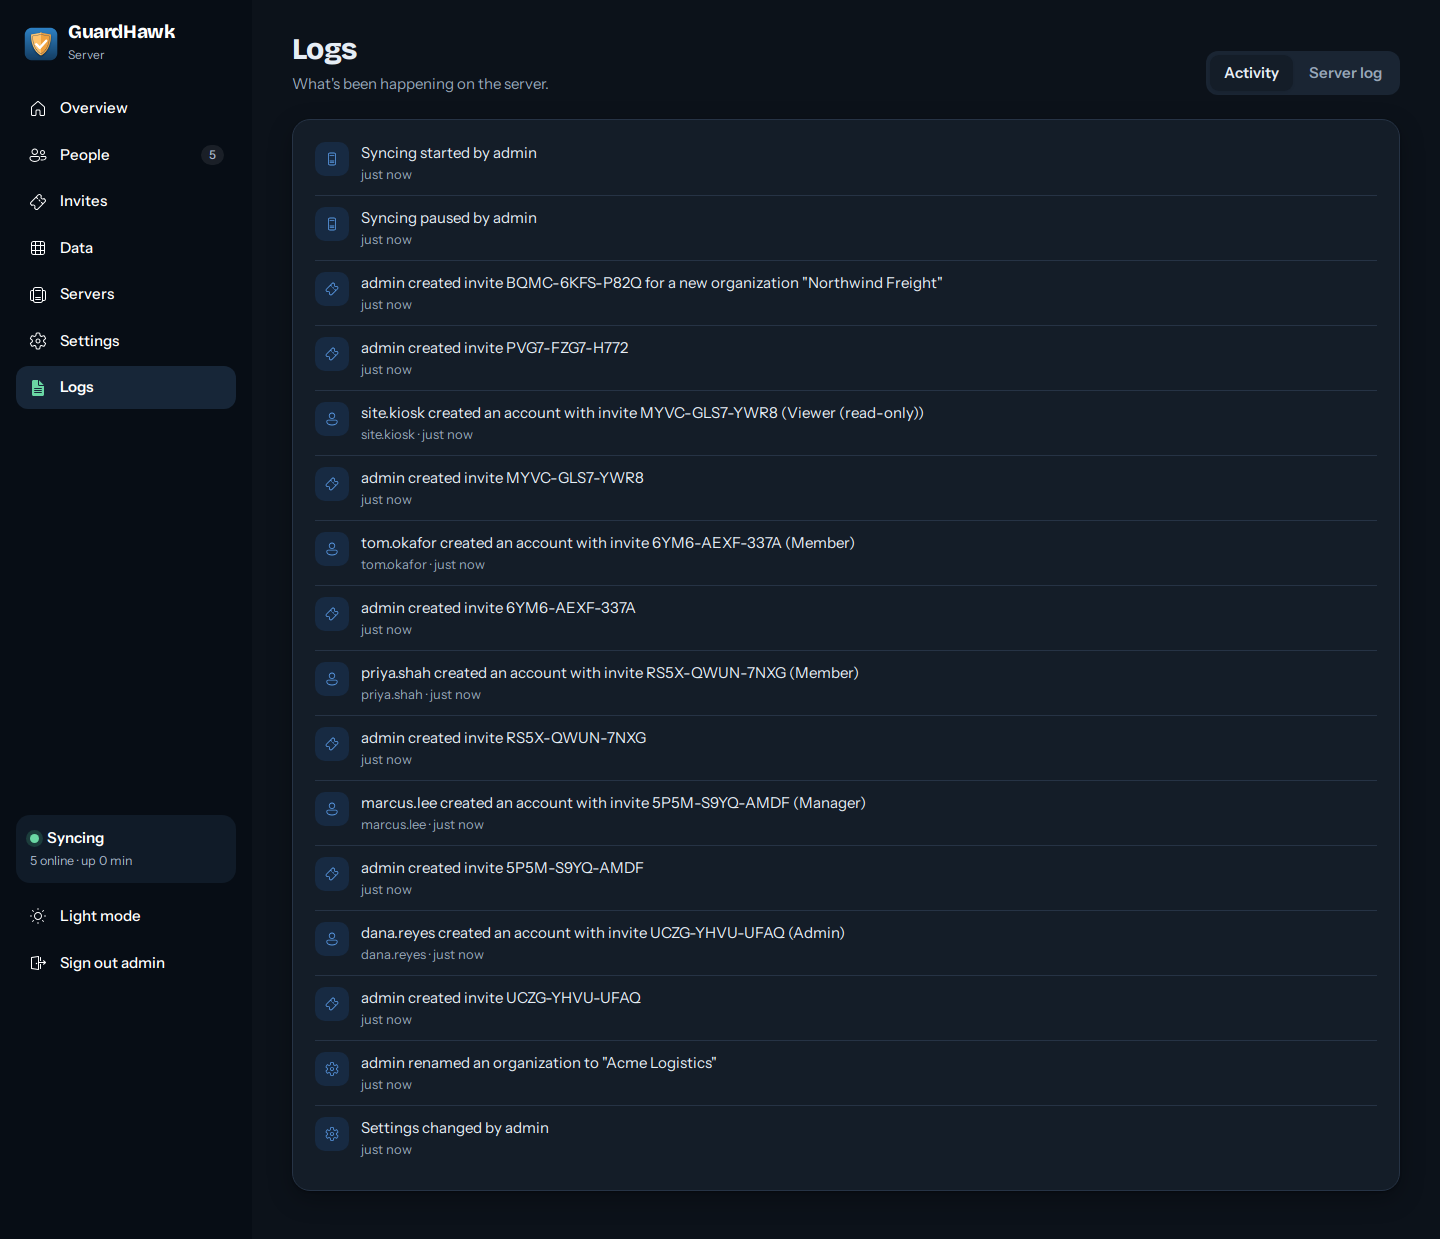 GuardHawk
Server
Overview
People
5
Invites
Data
Servers
Settings
Logs
Syncing
5 online · up 0 min
Light mode
Sign out admin
Logs
What's been happening on the server.
Activity
Server log
Syncing started by admin
just now
Syncing paused by admin
just now
admin created invite BQMC-6KFS-P82Q for a new organization "Northwind Freight"
just now
admin created invite PVG7-FZG7-H772
just now
site.kiosk created an account with invite MYVC-GLS7-YWR8 (Viewer (read-only))
site.kiosk · just now
admin created invite MYVC-GLS7-YWR8
just now
tom.okafor created an account with invite 6YM6-AEXF-337A (Member)
tom.okafor · just now
admin created invite 6YM6-AEXF-337A
just now
priya.shah created an account with invite RS5X-QWUN-7NXG (Member)
priya.shah · just now
admin created invite RS5X-QWUN-7NXG
just now
marcus.lee created an account with invite 5P5M-S9YQ-AMDF (Manager)
marcus.lee · just now
admin created invite 5P5M-S9YQ-AMDF
just now
dana.reyes created an account with invite UCZG-YHVU-UFAQ (Admin)
dana.reyes · just now
admin created invite UCZG-YHVU-UFAQ
just now
admin renamed an organization to "Acme Logistics"
just now
Settings changed by admin
just now